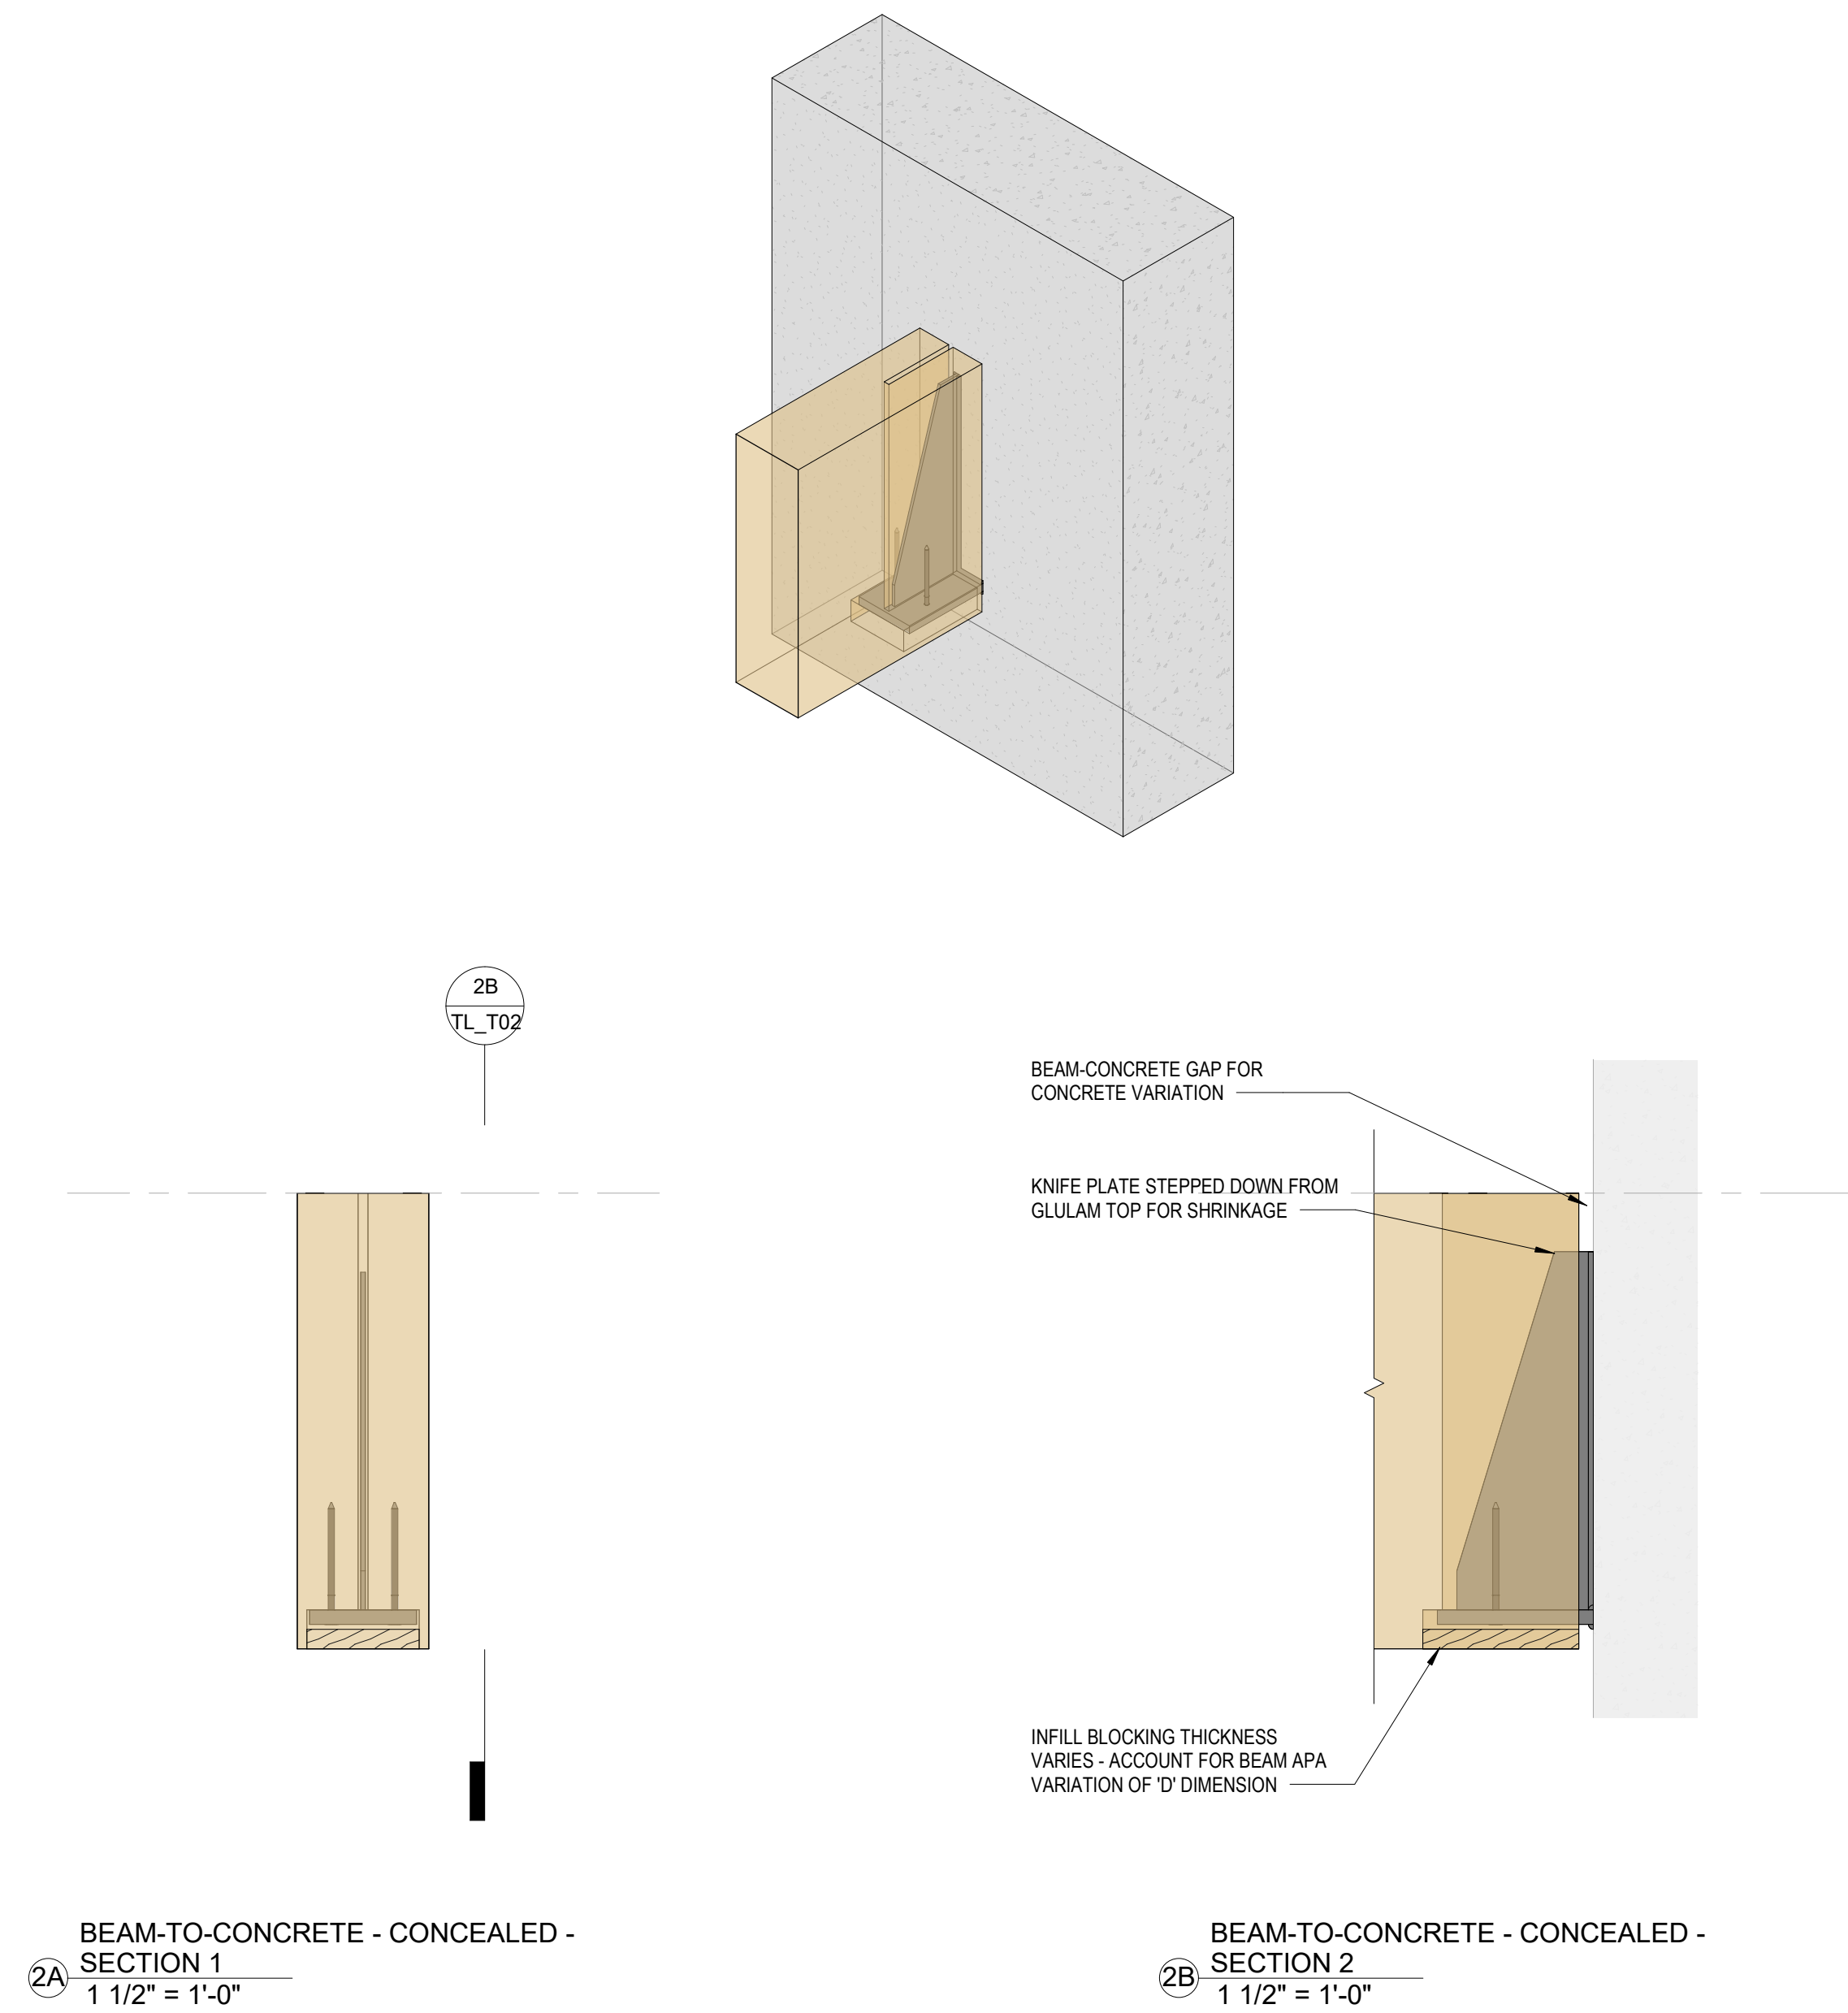 2B
TL_T02
BEAM-CONCRETE GAP FOR
CONCRETE VARIATION
KNIFE PLATE STEPPED DOWN FROM
GLULAM TOP FOR SHRINKAGE
INFILL BLOCKING THICKNESS
VARIES - ACCOUNT FOR BEAM APA
VARIATION OF 'D' DIMENSION
2A
BEAM-TO-CONCRETE - CONCEALED -
SECTION 1
1 1/2" = 1'-0"
2B
BEAM-TO-CONCRETE - CONCEALED -
SECTION 2
1 1/2" = 1'-0"